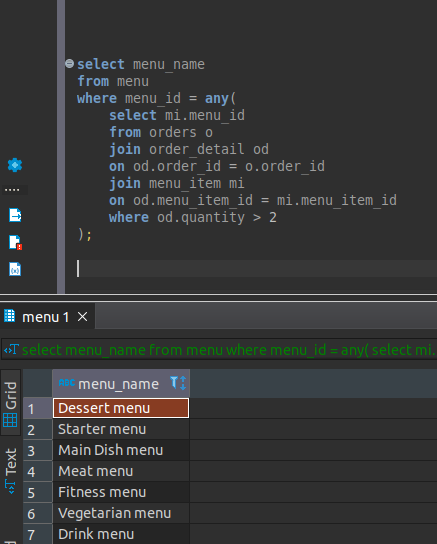 select menu_name
from menu
where menu_id = any(
select mi.menu_id
from orders o
join order_detail od
on od.order_id = o.order_id
join menu_item mi
on od.menu_item_id = mi.menu_item_id
where od.quantity > 2
);
menu 1
select menu_name from menu where menu_id = any( select mi.
Grid
Text
menu_name
1 Dessert menu
2 Starter menu
3 Main Dish menu
4 Meat menu
5 Fitness menu
6 Vegetarian menu
7 Drink menu